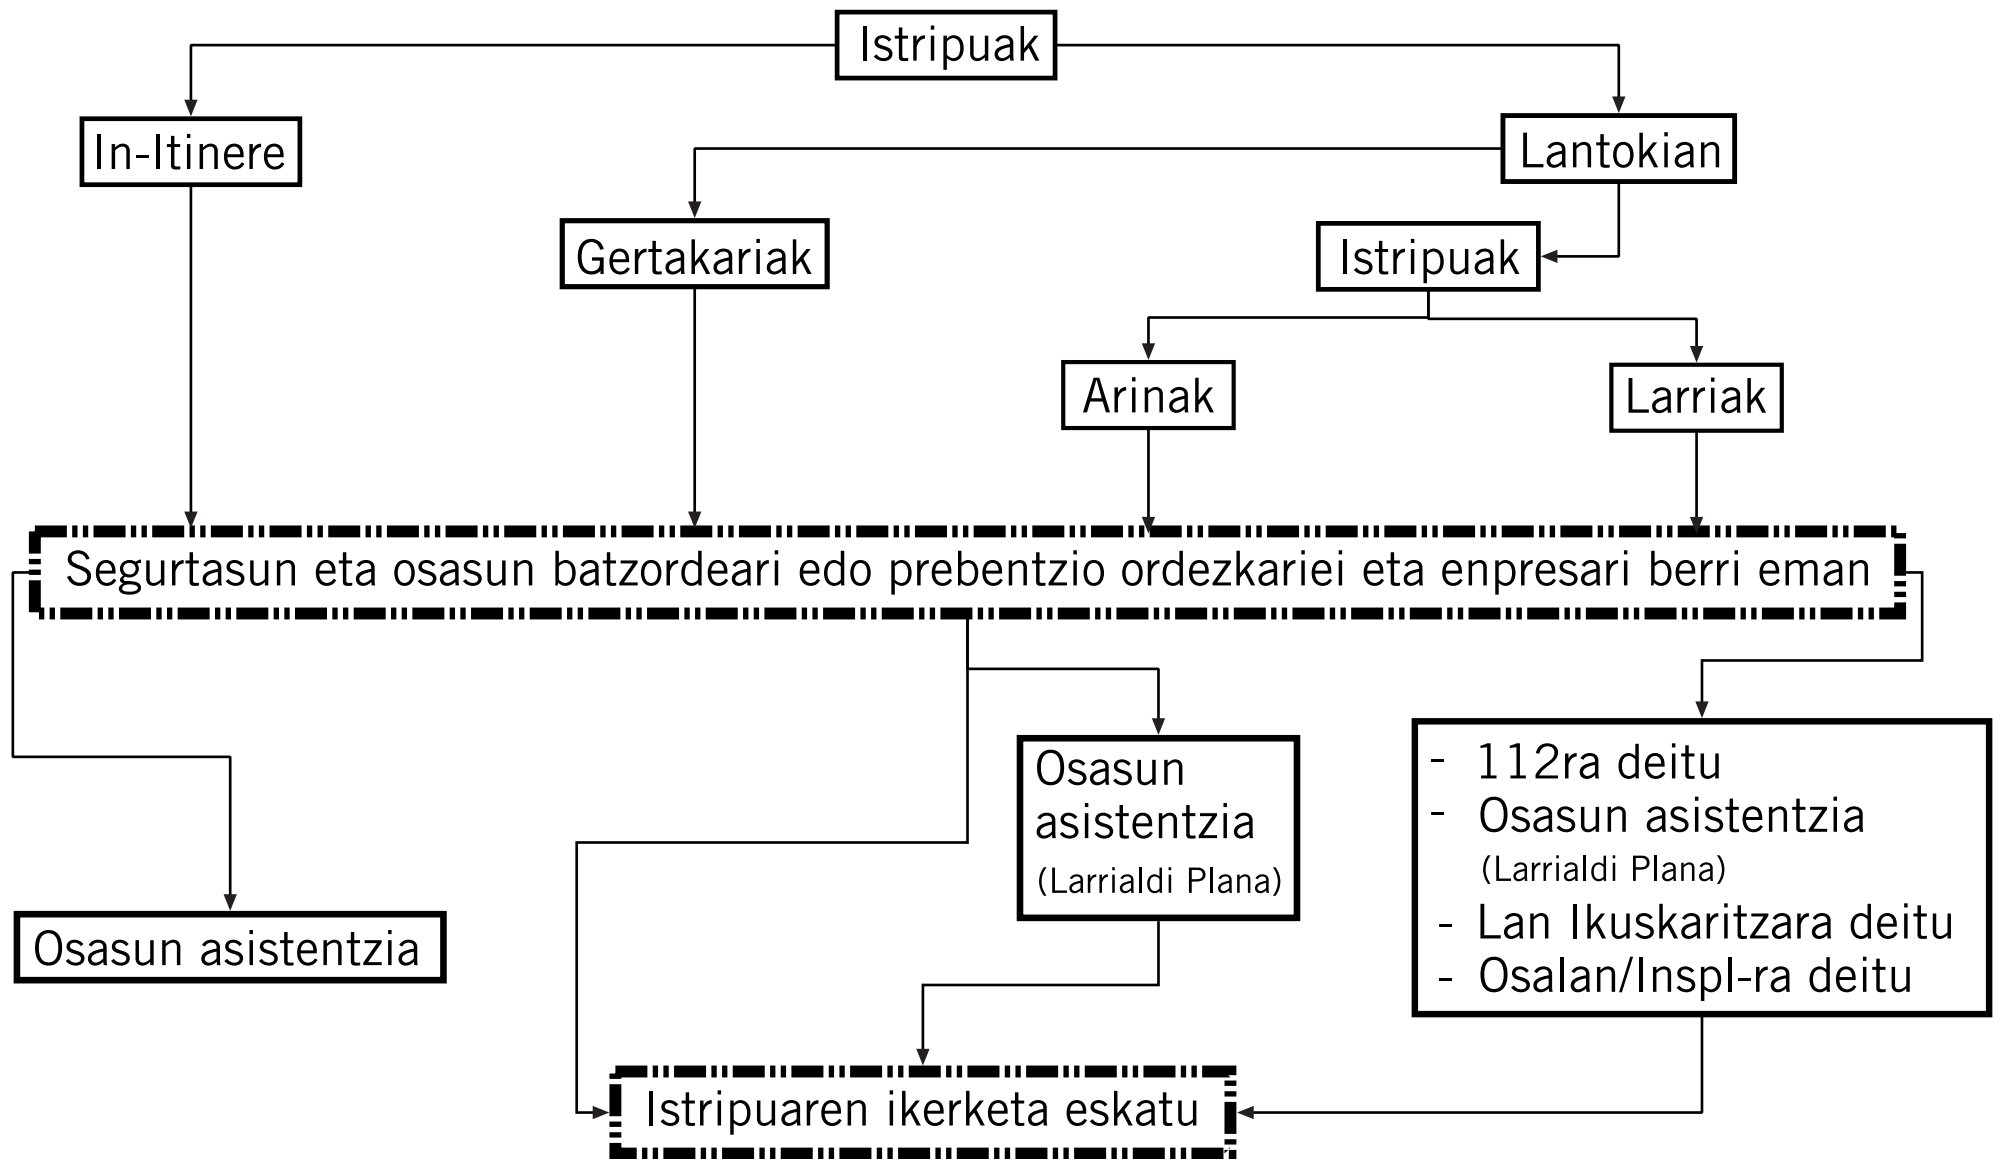 Istripuak
In-Itinere
Lantokian
Gertakariak
Istripuak
Arinak
Larriak
Segurtasun eta osasun batzordeari edo prebentzio ordezkariei eta enpresari berri eman
Osasun
asistentzia
(Larrialdi Plana)
- 112ra deitu
- Osasun asistentzia
(Larrialdi Plana)
- Lan Ikuskaritzara deitu
- Osalan/Inspl-ra deitu
Osasun asistentzia
Istripuaren ikerketa eskatu